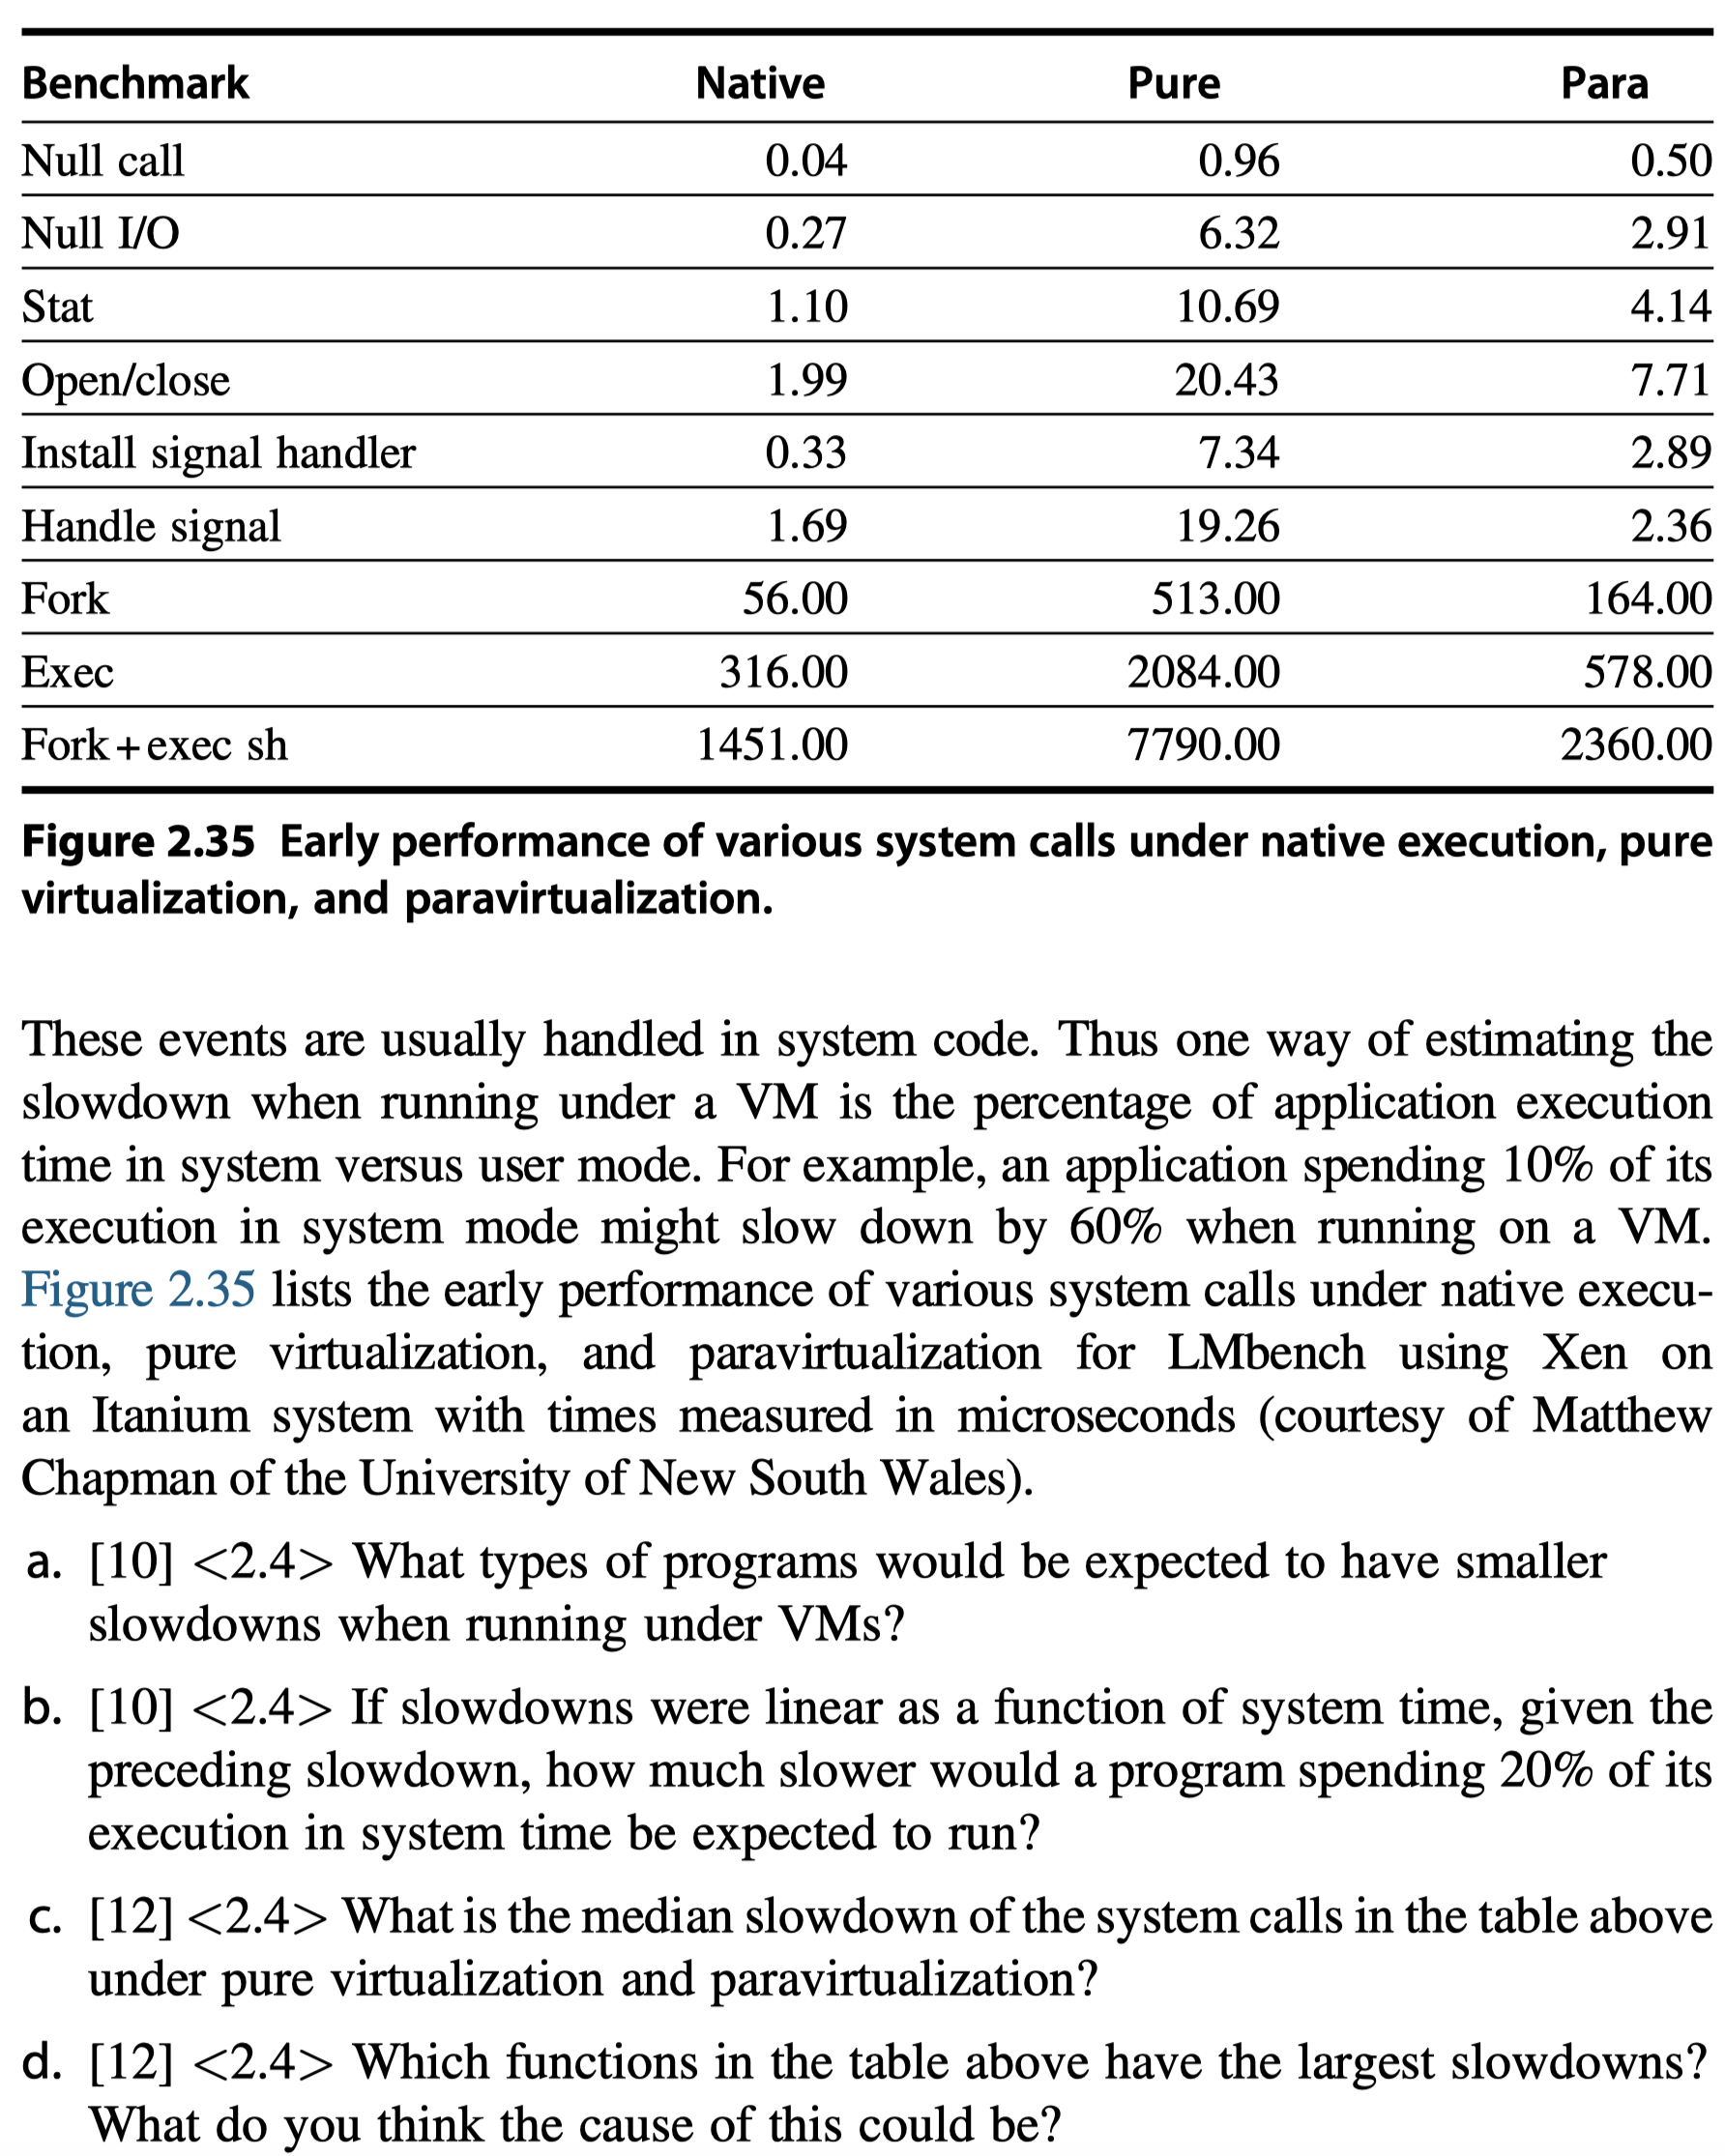 Benchmark Native Pure Para
Null call 0.04 0.96 0.50
Null I/O 0.27 6.32 2.91
Stat 1.10 10.69 4.14
Open/close 1.99 20.43 7.71
Install signal handler 0.33 7.34 2.89
Handle signal 1.69 19.26 2.36
Fork 56.00 513.00 164.00
Exec 316.00 2084.00 578.00
Fork+exec sh 1451.00 7790.00 2360.00
Figure 2.35 Early performance of various system calls under native execution, pure
virtualization, and paravirtualization.
These events are usually handled in system code. Thus one way of estimating the
slowdown when running under a VM is the percentage of application execution
time in system versus user mode. For example, an application spending 10% of its
execution in system mode might slow down by 60% when running on a VM.
Figure 2.35 lists the early performance of various system calls under native execu-
tion, pure virtualization, and paravirtualization for LMbench using Xen on
an Itanium system with times measured in microseconds (courtesy of Matthew
Chapman of the University of New South Wales).
a. [10] <2.4> What types of programs would be expected to have smaller
slowdowns when running under VMs?
b. [10] <2.4> If slowdowns were linear as a function of system time, given the
preceding slowdown, how much slower would a program spending 20% of its
execution in system time be expected to run?
c. [12] <2.4> What is the median slowdown of the system calls in the table above
under pure virtualization and paravirtualization?
d. [12] <2.4> Which functions in the table above have the largest slowdowns?
What do you think the cause of this could be?